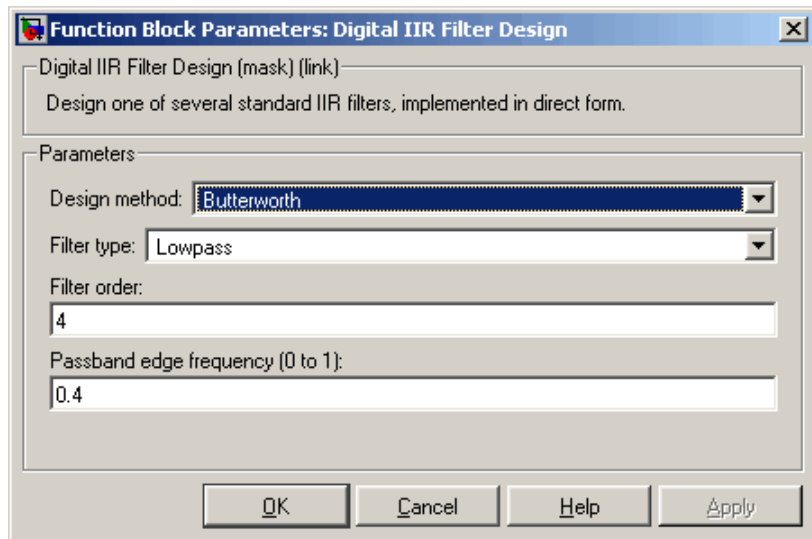 Function Block Parameters: Digital IIR Filter Design
Digital IIR Filter Design (mask) (link)
Design one of several standard IIR filters, implemented in direct form.
Parameters
Design method: Butterworth
Filter type: Lowpass
Filter order:
4
Passband edge frequency (0 to 1):
0.4
OK Cancel Help Apply